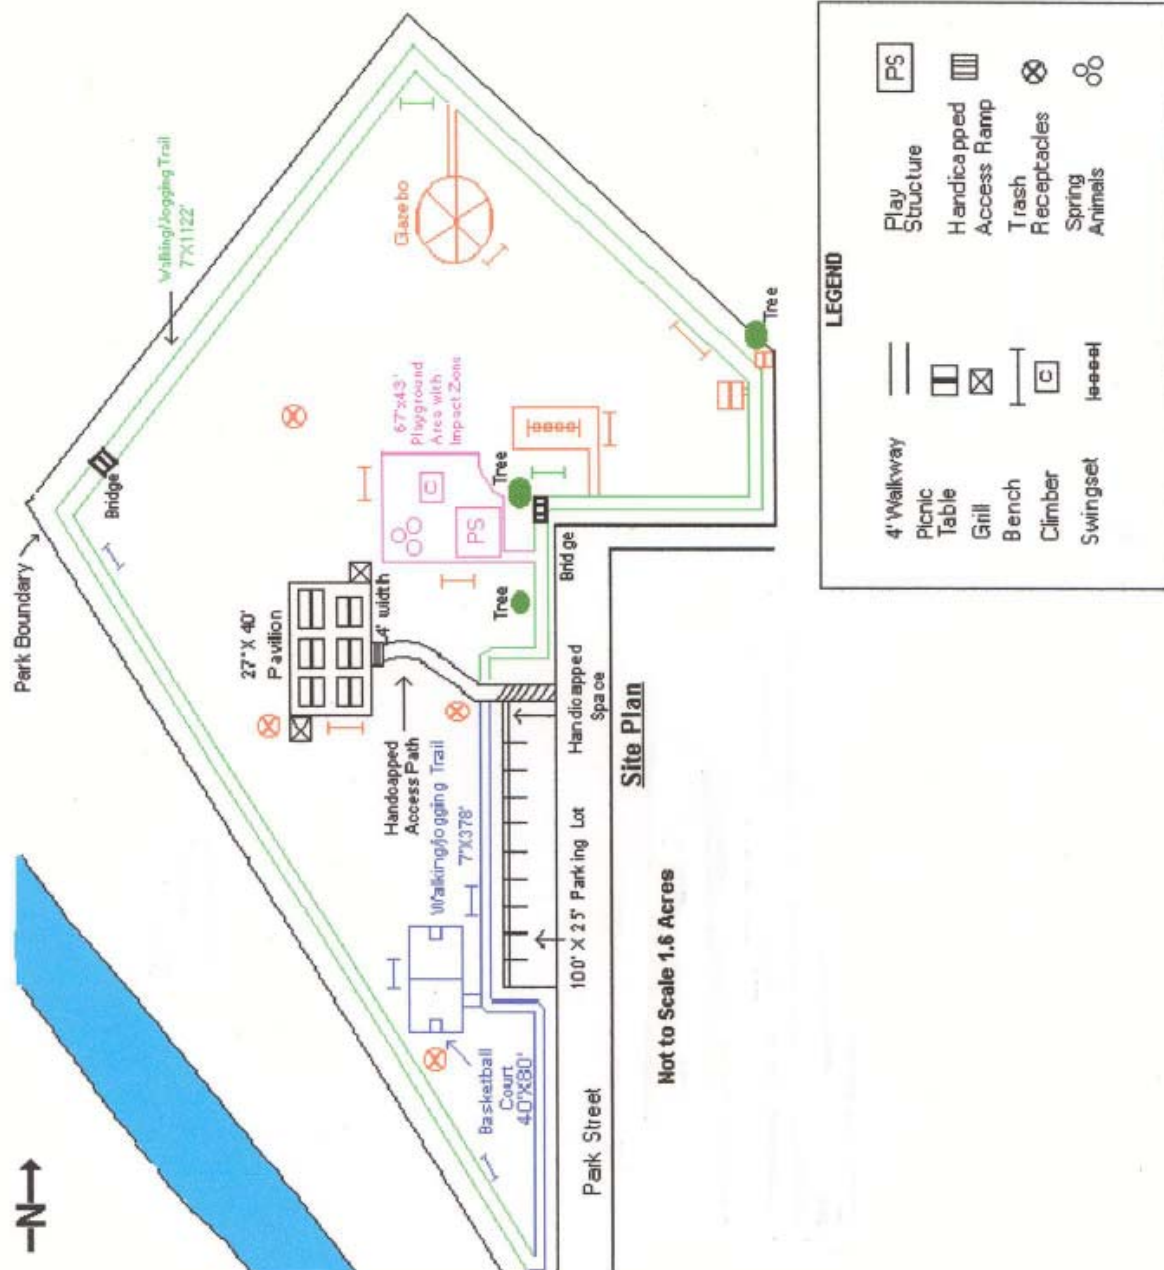 Park Boundary
Walking/Jogging Trail
7'X1122'
Bridge
Gazebo
67'x43'
Playground
Area with
Impact Zone
C
PS
Tree
Tree
Tree
Bridge
27'X 40'
Pavilion
4' width
Handcapped
Access Path
Walking/jogging Trail
7'X378'
Handicapped
Space
100' X 25' Parking Lot
Basketball
Court
40'X80'
Park Street
Site Plan
Not to Scale 1.6 Acres
N
LEGEND
4' Walkway
Picnic
Table
Grill
Bench
Climber
C
Swingset
Play
Structure
PS
Handicapped
Access Ramp
Trash
Receptacles
Spring
Animals